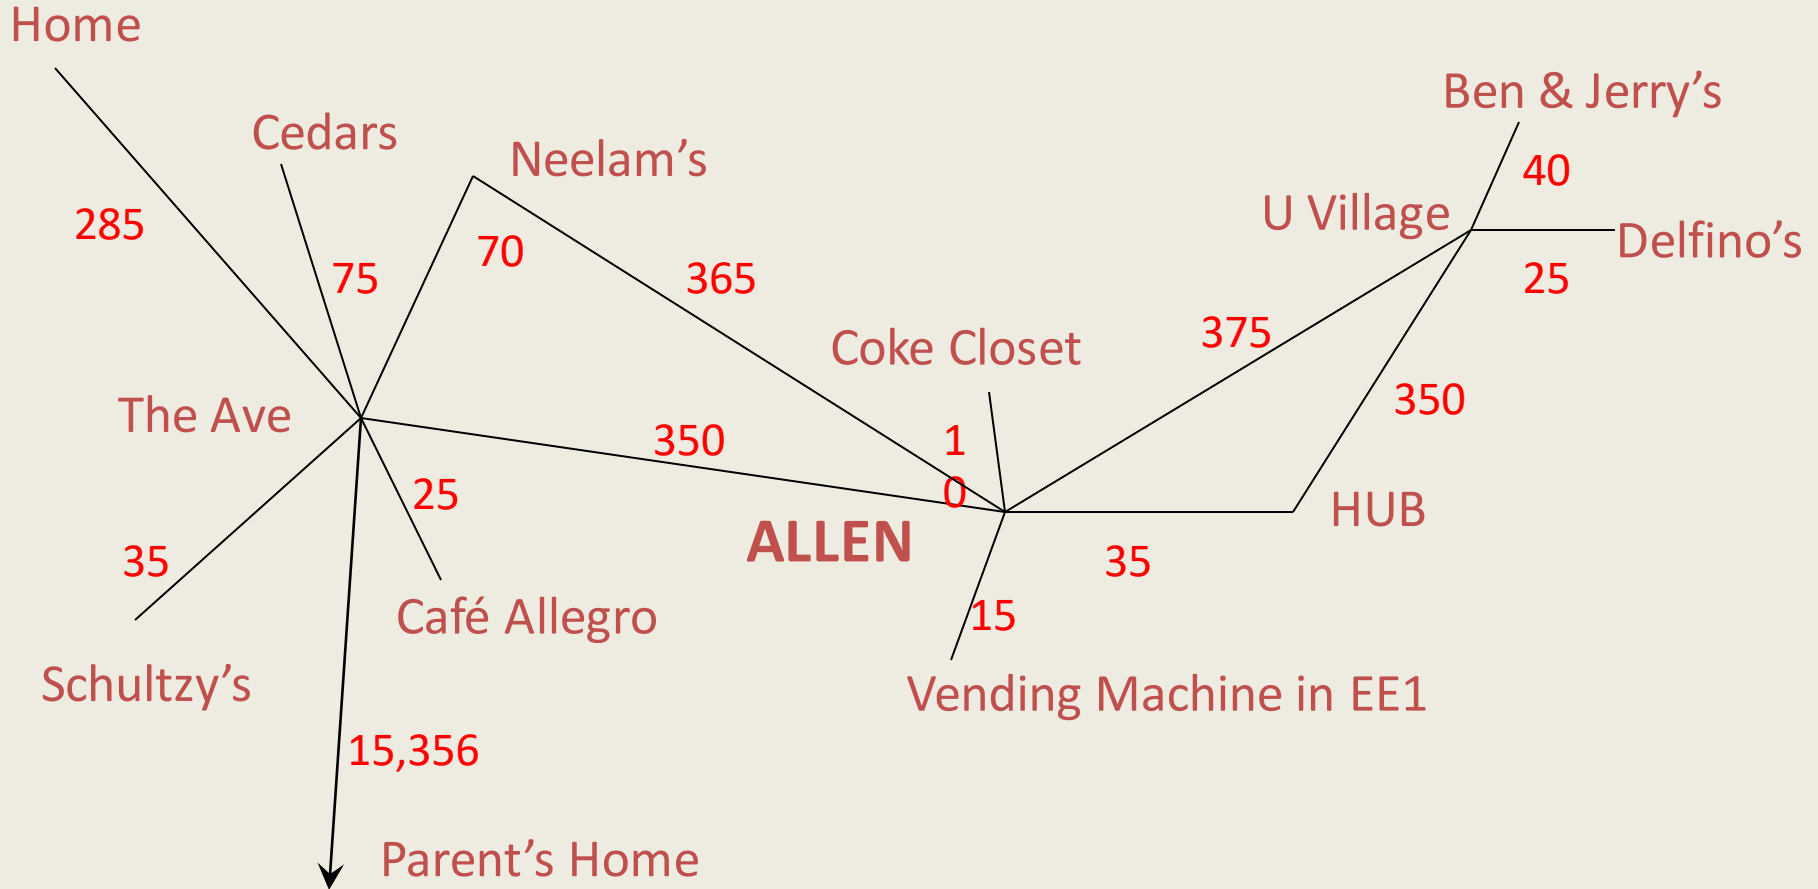 Home
Ben & Jerry’s
Cedars
Neelam’s
40
U Village
285
70
Delfino’s
75
365
25
375
Coke Closet
350
The Ave
350
1
0
25
HUB
ALLEN
35
35
Café Allegro
15
Schultzy’s
Vending Machine in EE1
15,356
Parent’s Home